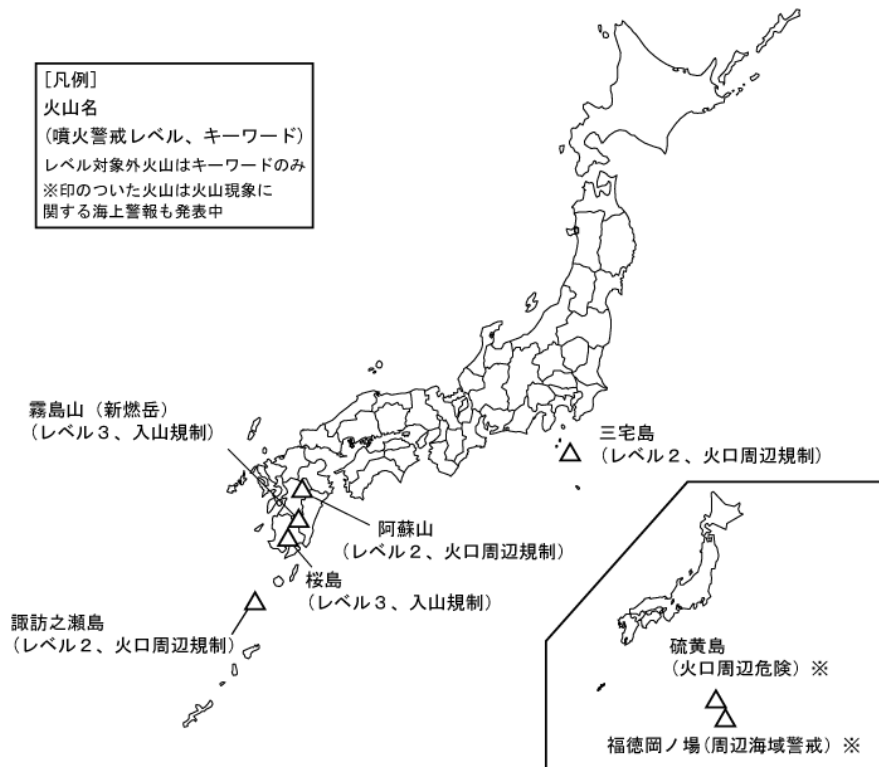 [凡例]
火山名
(噴火警戒レベル、キーワード)
レベル対象外火山はキーワードのみ
※印のついた火山は火山現象に
関する海上警報も発表中
霧島山（新燃岳）
（レベル３、入山規制）
三宅島
（レベル２、火口周辺規制）
阿蘇山
（レベル２、火口周辺規制）
桜島
（レベル３、入山規制）
諏訪之瀬島
（レベル２、火口周辺規制）
硫黄島
（火口周辺危険）※
福徳岡ノ場(周辺海域警戒）※